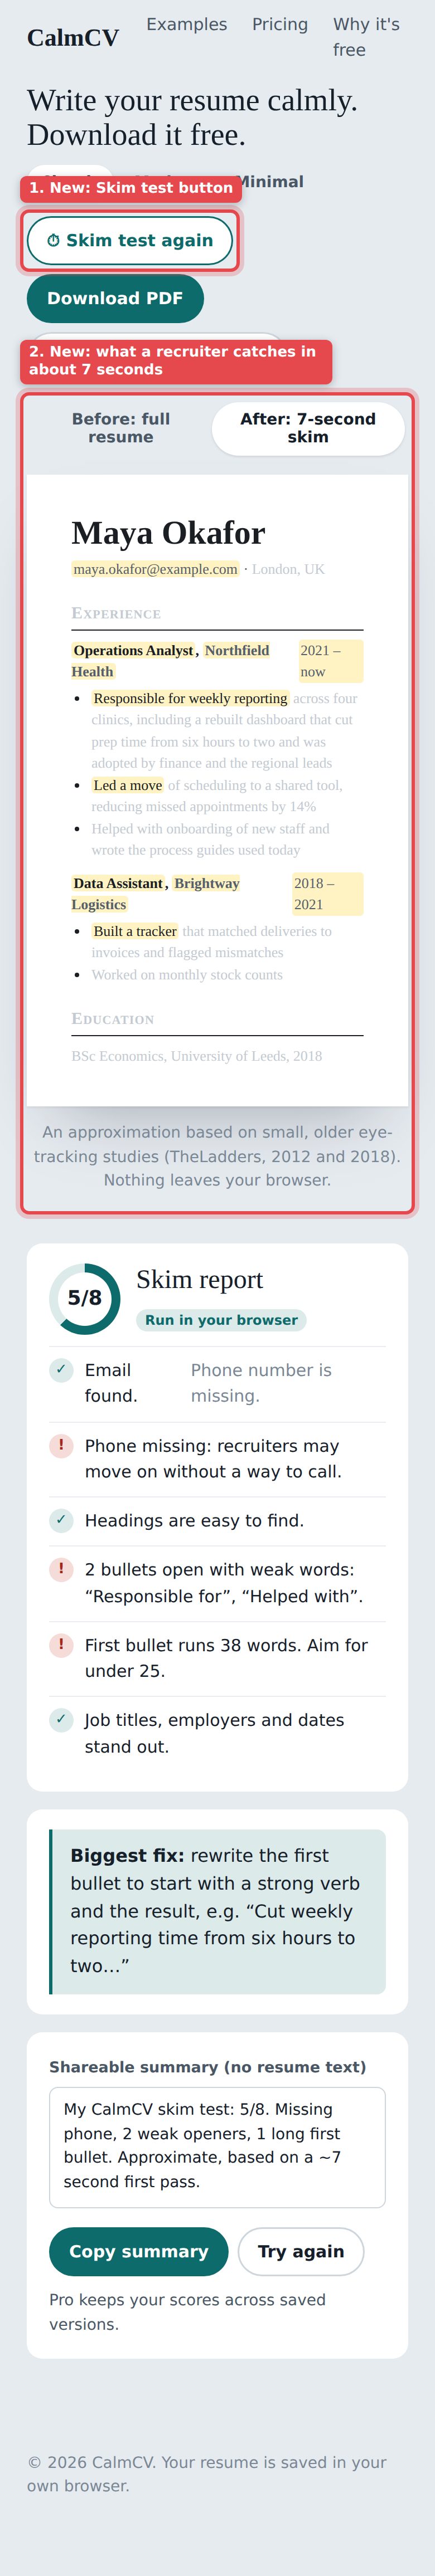 CalmCV
Examples
Pricing
Why it's
free
Write your resume calmly.
Download it free.
Minimal
1. New: Skim test button
⏱ Skim test again
Download PDF
2. New: what a recruiter catches in
about 7 seconds
Before: full
resume
After: 7-second
skim
Maya Okafor
maya.okafor@example.com · London, UK
EXPERIENCE
Operations Analyst, Northfield
Health
2021 –
now
• Responsible for weekly reporting across four
clinics, including a rebuilt dashboard that cut
prep time from six hours to two and was
adopted by finance and the regional leads
• Led a move of scheduling to a shared tool,
reducing missed appointments by 14%
• Helped with onboarding of new staff and
wrote the process guides used today
Data Assistant, Brightway
Logistics
2018 –
2021
• Built a tracker that matched deliveries to
invoices and flagged mismatches
• Worked on monthly stock counts
EDUCATION
BSc Economics, University of Leeds, 2018
An approximation based on small, older eye-
tracking studies (TheLadders, 2012 and 2018).
Nothing leaves your browser.
5/8
Skim report
Run in your browser
✓ Email
found.
Phone number is
missing.
! Phone missing: recruiters may
move on without a way to call.
✓ Headings are easy to find.
! 2 bullets open with weak words:
“Responsible for”, “Helped with”.
! First bullet runs 38 words. Aim for
under 25.
✓ Job titles, employers and dates
stand out.
Biggest fix: rewrite the first
bullet to start with a strong verb
and the result, e.g. “Cut weekly
reporting time from six hours to
two…”
Shareable summary (no resume text)
My CalmCV skim test: 5/8. Missing
phone, 2 weak openers, 1 long first
bullet. Approximate, based on a ~7
second first pass.
Copy summary
Try again
Pro keeps your scores across saved
versions.
© 2026 CalmCV. Your resume is saved in your
own browser.